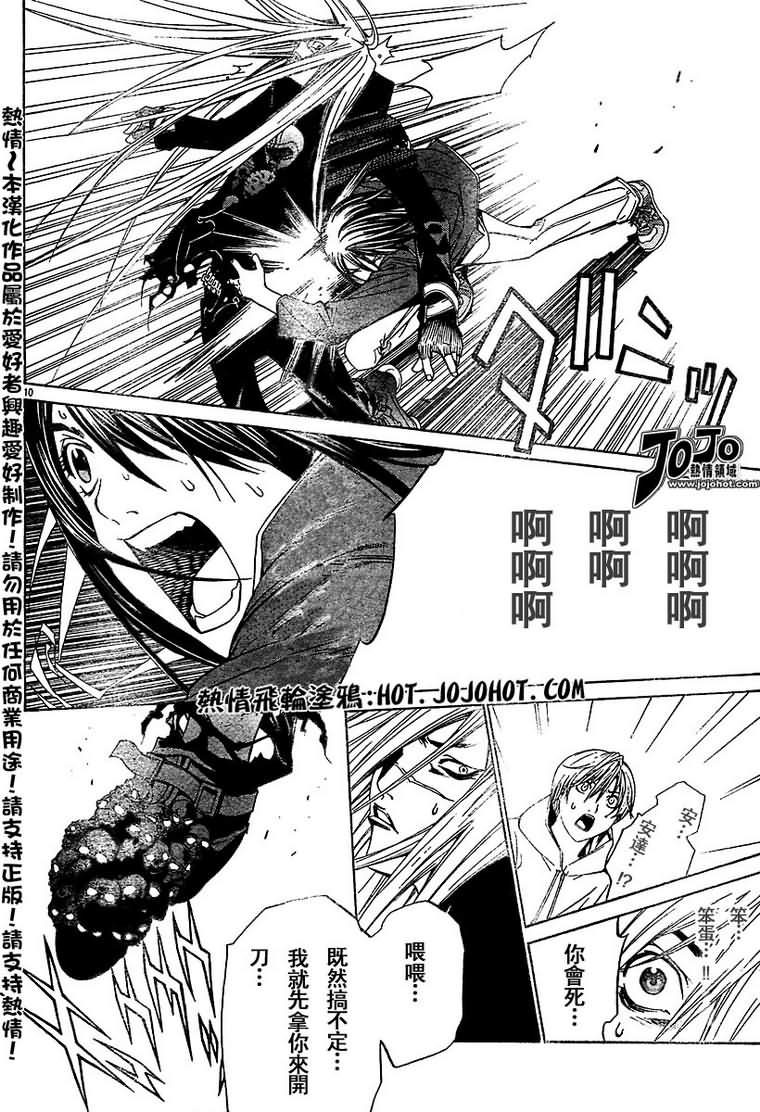 熱情~本漢化作品屬於愛好者興趣愛好制作!請勿用於任何商業用途!請支持正版!請支持熱情!
10
ズン
JOJO
熱情領域
www.jojohot.com
啊啊啊
啊啊
啊啊啊
熱情飛輪塗鴉:HOT.JOJOHOT.COM
安…
安達…!?
笨…
笨蛋…!!
你會死…
喂喂…
既然搞不定…
我就先拿你來開
刀…